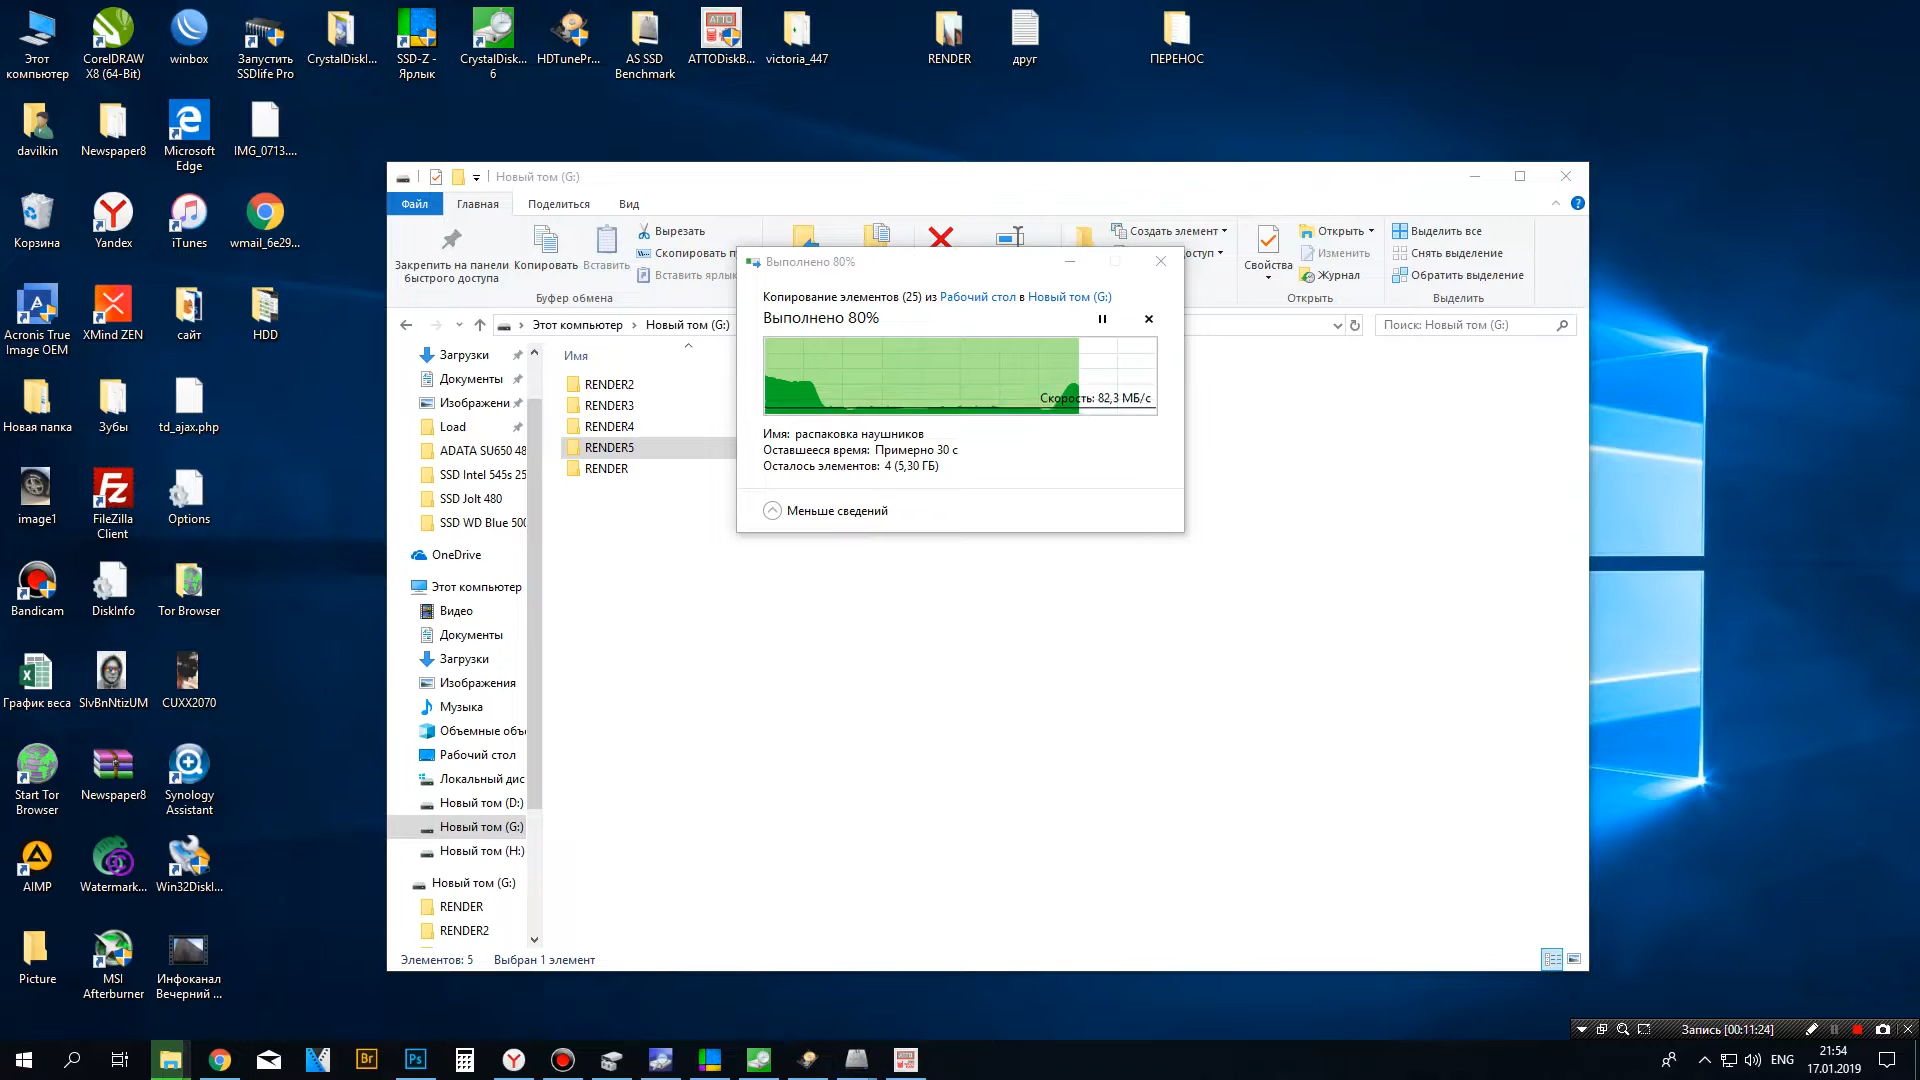 Этот компьютер
CorelDRAW X8 (64-Bit)
winbox
Запустить SSDlife Pro
CrystalDiskI...
SSD-Z - Ярлык
CrystalDisk... 6
HDTunePr...
AS SSD Benchmark
ATTODiskB...
victoria_447
RENDER
друг
ПЕРЕНОС
davilkin
Newspaper8
Microsoft Edge
IMG_0713....
Корзина
Yandex
iTunes
wmail_6e29...
Acronis True Image OEM
XMind ZEN
сайт
HDD
Новая папка
Зубы
td_ajax.php
image1
FileZilla Client
Options
Bandicam
DiskInfo
Tor Browser
График веса
SlvBnNtizUM
CUXX2070
Start Tor Browser
Newspaper8
Synology Assistant
AIMP
Watermark...
Win32DiskI...
Picture
MSI Afterburner
Инфоканал Вечерний ...
Новый том (G:)
Файл
Главная
Поделиться
Вид
Закрепить на панели быстрого доступа
Копировать
Вставить
Вырезать
Скопировать п
Вставить ярлык
Буфер обмена
Создать элемент
оступ
Свойства
Открыть
Изменить
Журнал
Открыть
Выделить все
Снять выделение
Обратить выделение
Выделить
Этот компьютер
Новый том (G:)
Поиск: Новый том (G:)
Загрузки
Документы
Изображени
Load
ADATA SU650 48
SSD Intel 545s 25
SSD Jolt 480
SSD WD Blue 500
OneDrive
Этот компьютер
Видео
Документы
Загрузки
Изображения
Музыка
Объемные объе
Рабочий стол
Локальный дис
Новый том (D:)
Новый том (G:)
Новый том (H:)
Новый том (G:)
RENDER
RENDER2
Имя
RENDER2
RENDER3
RENDER4
RENDER5
RENDER
Выполнено 80%
Копирование элементов (25) из Рабочий стол в Новый том (G:)
Выполнено 80%
Скорость: 82,3 МБ/с
Имя: распаковка наушников
Оставшееся время: Примерно 30 с
Осталось элементов: 4 (5,30 ГБ)
Меньше сведений
Элементов: 5
Выбран 1 элемент
Запись [00:11:24]
ENG
21:54
17.01.2019